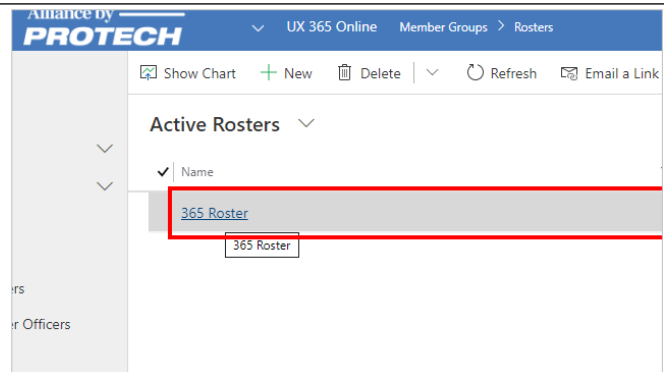 Alliance by
PROTECH
UX 365 Online Member Groups > Rosters
Show Chart + New Delete Refresh Email a Link
Active Rosters
Name
365 Roster
365 Roster
rs
r Officers